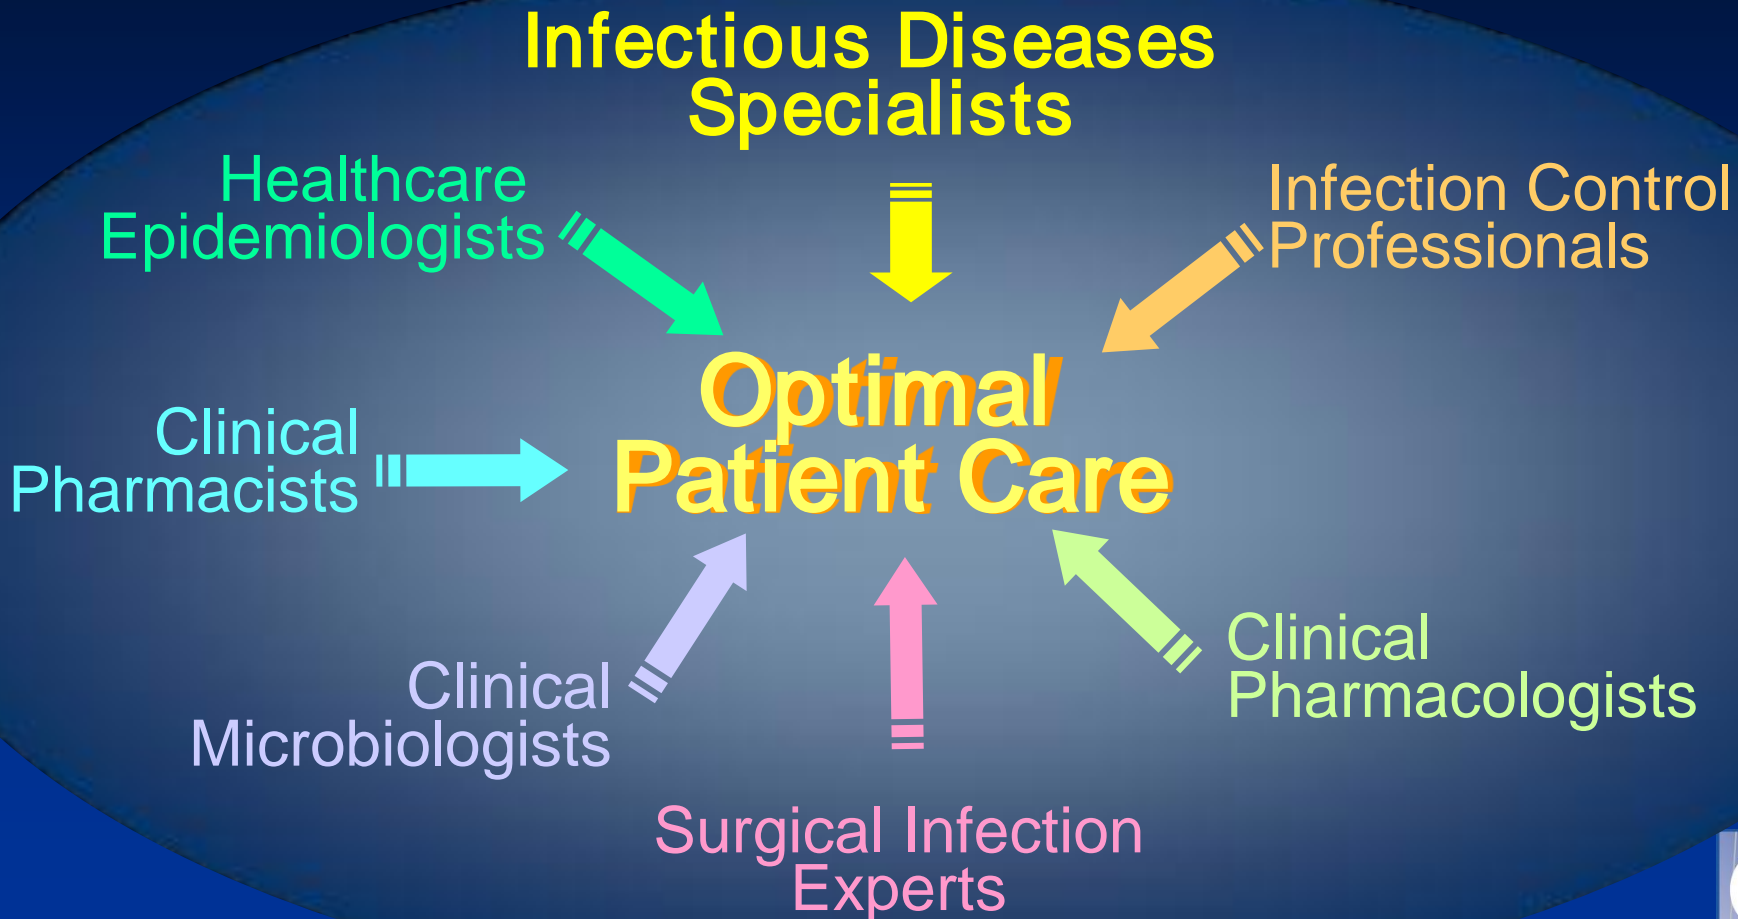 Infectious Diseases
Specialists
Healthcare
Epidemiologists
Infection Control
Professionals
Optimal
Patient Care
Clinical
Pharmacists
Clinical
Microbiologists
Clinical
Pharmacologists
Surgical Infection
Experts